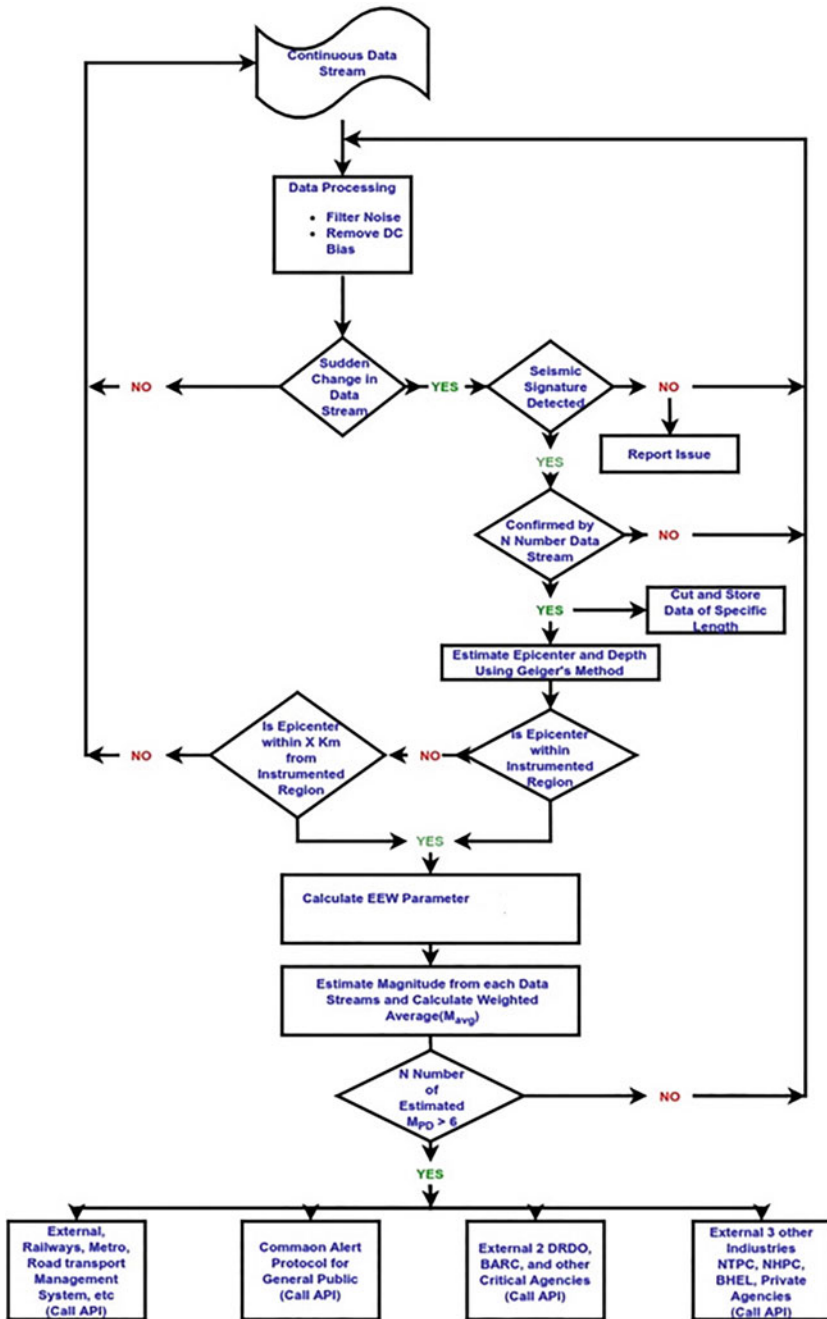 Continuous Data
Stream
Data Processing
• Filter Noise
• Remove DC
Bias
Sudden
Change in
Data
Stream
NO
YES
Seismic
Signature
Detected
NO
Report Issue
YES
Confirmed by
N Number Data
Stream
NO
YES
Cut and Store
Data of Specific
Length
Estimate Epicenter and Depth
Using Geiger's Method
Is Epicenter
within
Instrumented
Region
NO
Is Epicenter
within X Km
from
Instrumented
Region
NO
YES
Calculate EEW Parameter
Estimate Magnitude from each Data
Streams and Calculate Weighted
Average(Mavg)
N Number
of
Estimated
MPD > 6
NO
YES
External,
Railways, Metro,
Road transport
Management
System, etc
(Call API)
Commaon Alert
Protocol for
General Public
(Call API)
External 2 DRDO,
BARC, and other
Critical Agencies
(Call API)
External 3 other
Indiustries
NTPC, NHPC,
BHEL, Private
Agencies
(Call API)